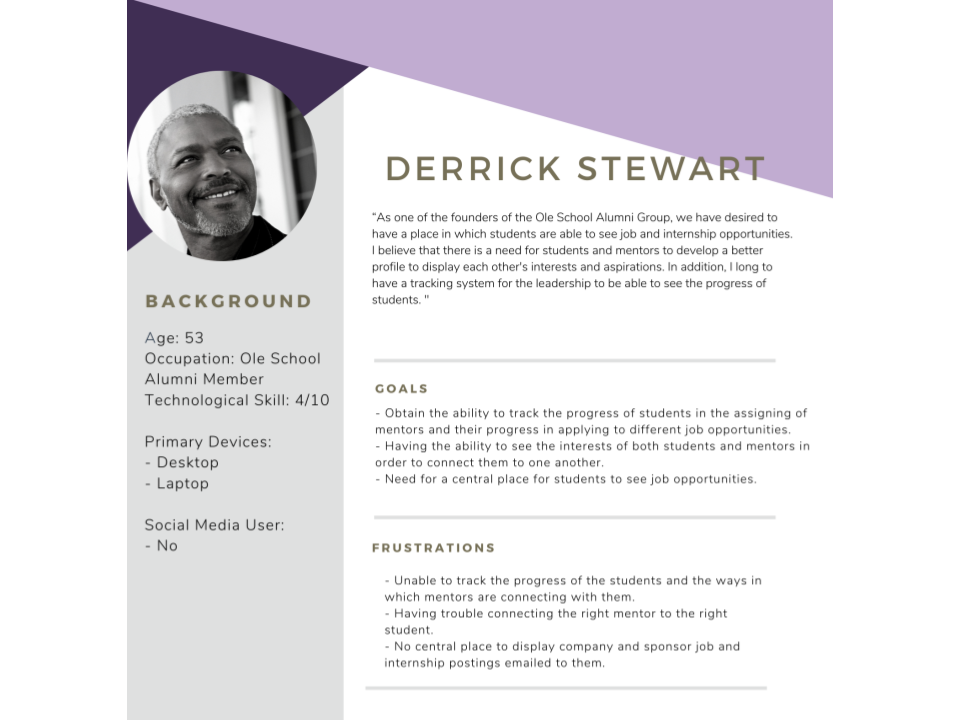 DERRICK STEWART
“As one of the founders of the Ole School Alumni Group, we have desired to
have a place in which students are able to see job and internship opportunities.
I believe that there is a need for students and mentors to develop a better
profile to display each other's interests and aspirations. In addition, I long to
have a tracking system for the leadership to be able to see the progress of
students. "
BACKGROUND
Age: 53
Occupation: Ole School
Alumni Member
Technological Skill: 4/10
Primary Devices:
- Desktop
- Laptop
Social Media User:
- No
GOALS
- Obtain the ability to track the progress of students in the assigning of
mentors and their progress in applying to different job opportunities.
- Having the ability to see the interests of both students and mentors in
order to connect them to one another.
- Need for a central place for students to see job opportunities.
FRUSTRATIONS
- Unable to track the progress of the students and the ways in
which mentors are connecting with them.
- Having trouble connecting the right mentor to the right
student.
- No central place to display company and sponsor job and
internship postings emailed to them.